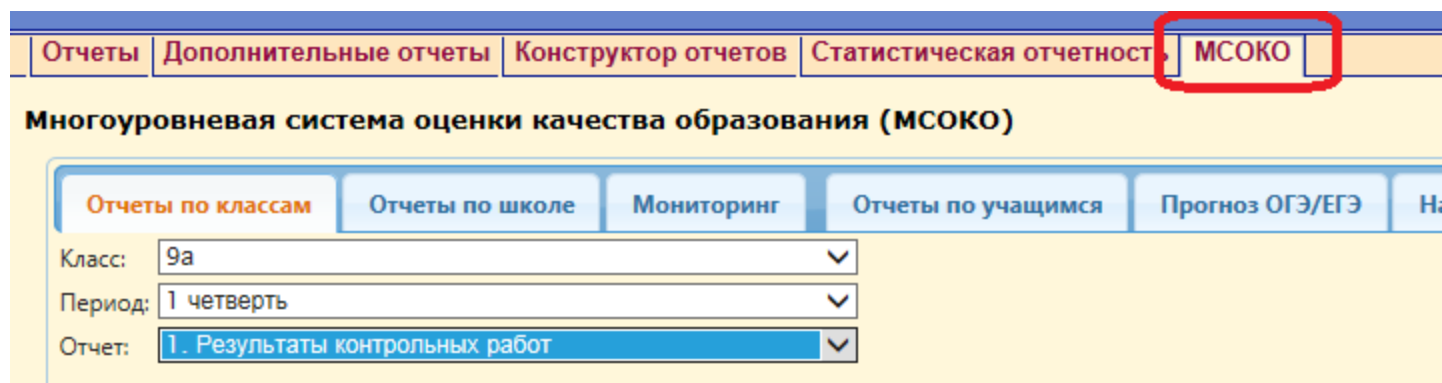 Отчеты Дополнительные отчеты Конструктор отчетов Статистическая отчетность МСОКО
Многоуровневая система оценки качества образования (МСОКО)
Отчеты по классам Отчеты по школе Мониторинг Отчеты по учащимся Прогноз ОГЭ/ЕГЭ
Класс: 9а
Период: 1 четверть
Отчет: 1. Результаты контрольных работ